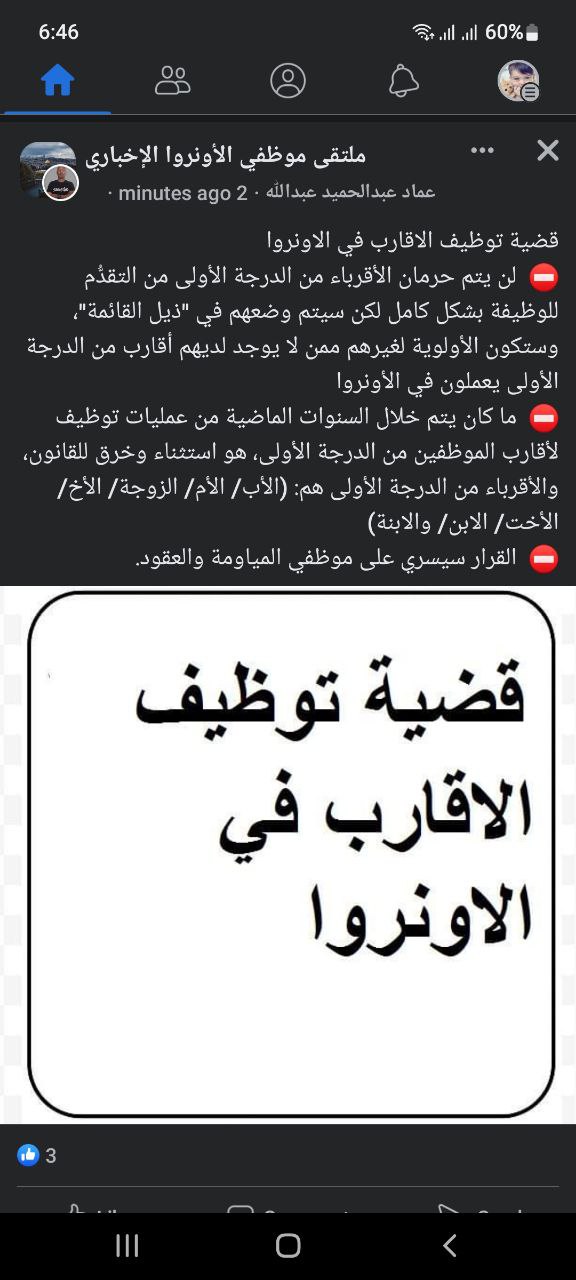 6:46
60%
ملتقى موظفي الأونروا الإخباري
عماد عبدالحميد عبدالله · 2 minutes ago ·
قضية توظيف الاقارب في الاونروا
⛔ لن يتم حرمان الأقرباء من الدرجة الأولى من التقدُّم
للوظيفة بشكل كامل لكن سيتم وضعهم في "ذيل القائمة"،
وستكون الأولوية لغيرهم ممن لا يوجد لديهم أقارب من الدرجة
الأولى يعملون في الأونروا
⛔ ما كان يتم خلال السنوات الماضية من عمليات توظيف
لأقارب الموظفين من الدرجة الأولى، هو استثناء وخرق للقانون،
والأقرباء من الدرجة الأولى هم: (الأب/ الأم/ الزوجة/ الأخ/
الأخت/ الابن/ والابنة)
⛔ القرار سيسري على موظفي المياومة والعقود.
قضية توظيف
الاقارب في
الاونروا
3